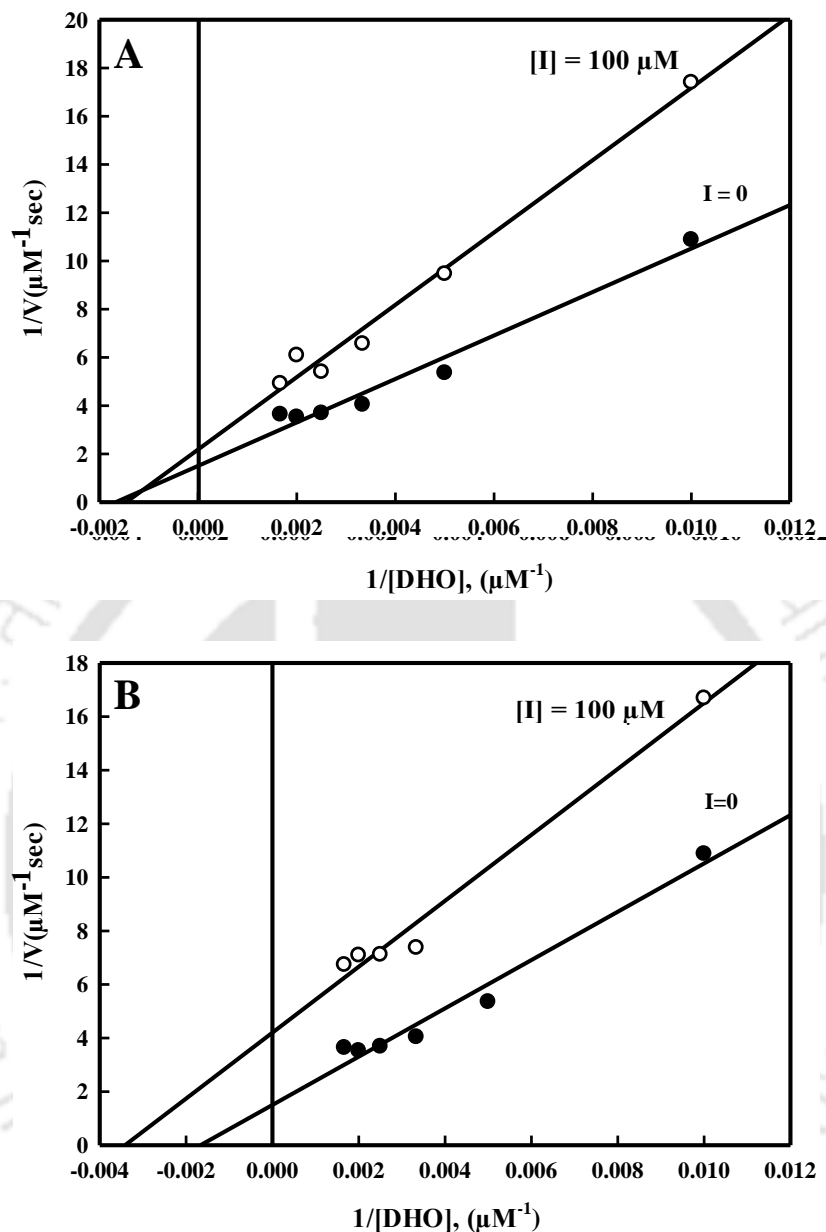 20
A
[I] = 100 µM
18
16
14
I = 0
12
10
8
6
4
2
0
1/V(µM⁻¹sec)
-0.002 0.000 0.002 0.004 0.006 0.008 0.010 0.012
1/[DHO], (µM⁻¹)
18
B
[I] = 100 µM
16
14
I=0
12
10
8
6
4
2
0
1/V(µM⁻¹sec)
-0.004 -0.002 0.000 0.002 0.004 0.006 0.008 0.010 0.012
1/[DHO], (µM⁻¹)